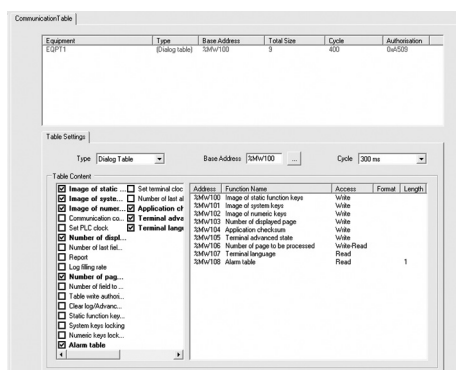 CommunicationTable
Equipment Type Base Address Total Size Cycle Authorisation
EQPT1 (Dialog table) %MW100 9 400 0xA509
Table Settings
Type Dialog Table Base Address %MW100 ... Cycle 300 ms
Table Content
Address Function Name Access Format Length
Image of static ... Set terminal cloc
Image of syste... Number of last al
Image of numer... Application ch
Communication co... Terminal adva
Set PLC clock Terminal langu
Number of displ...
Number of last fiel...
Report
Log filling rate
Number of pag...
Number of field to ...
Table write authori...
Clear log/Advanc...
Static function key...
System keys locking
Numeric keys lock...
Alarm table
%MW100 Image of static function keys Write
%MW101 Image of system keys Write
%MW102 Image of numeric keys Write
%MW103 Number of displayed page Write
%MW104 Application checksum Write
%MW105 Terminal advanced state Write
%MW106 Number of page to be processed Write-Read
%MW107 Terminal language Read
%MW108 Alarm table Read 1